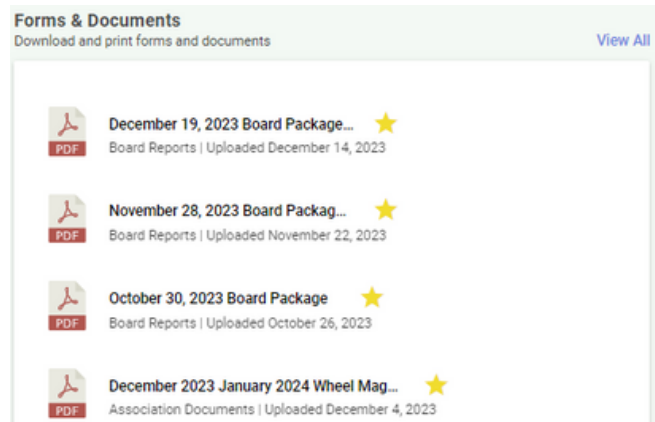 Forms & Documents
Download and print forms and documents
View All
December 19, 2023 Board Package...
PDF
Board Reports | Uploaded December 14, 2023
November 28, 2023 Board Packag...
PDF
Board Reports | Uploaded November 22, 2023
October 30, 2023 Board Package
PDF
Board Reports | Uploaded October 26, 2023
December 2023 January 2024 Wheel Mag...
PDF
Association Documents | Uploaded December 4, 2023